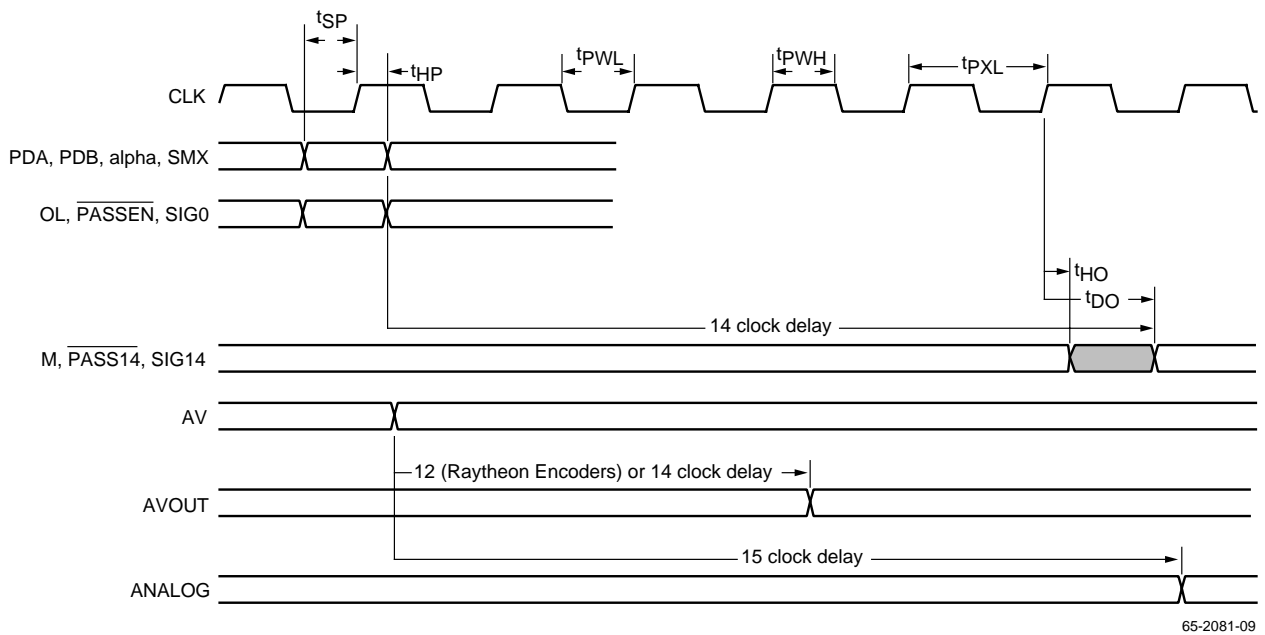 tSP
tHP
tPWL
tPWH
tPXL
CLK
PDA, PDB, alpha, SMX
OL, PASSEN, SIG0
tHO
tDO
14 clock delay
M, PASS14, SIG14
AV
12 (Raytheon Encoders) or 14 clock delay
AVOUT
15 clock delay
ANALOG
65-2081-09